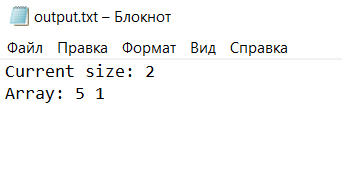 output.txt – Блокнот
Файл Правка Формат Вид Справка
Current size: 2
Array: 5 1